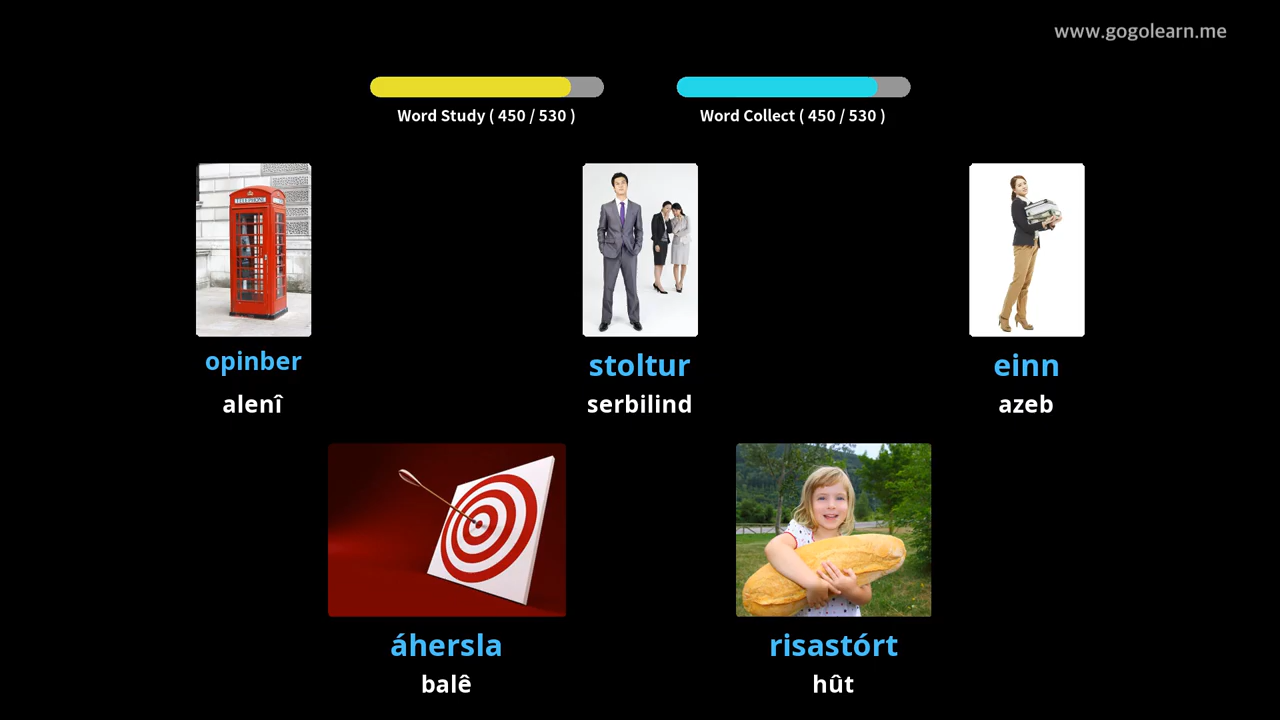 www.gogolearn.me
Word Study ( 450 / 530 )
Word Collect ( 450 / 530 )
TELEPHONE
opinber
alenî
stoltur
serbilind
einn
azeb
áhersla
balê
risastórt
hût